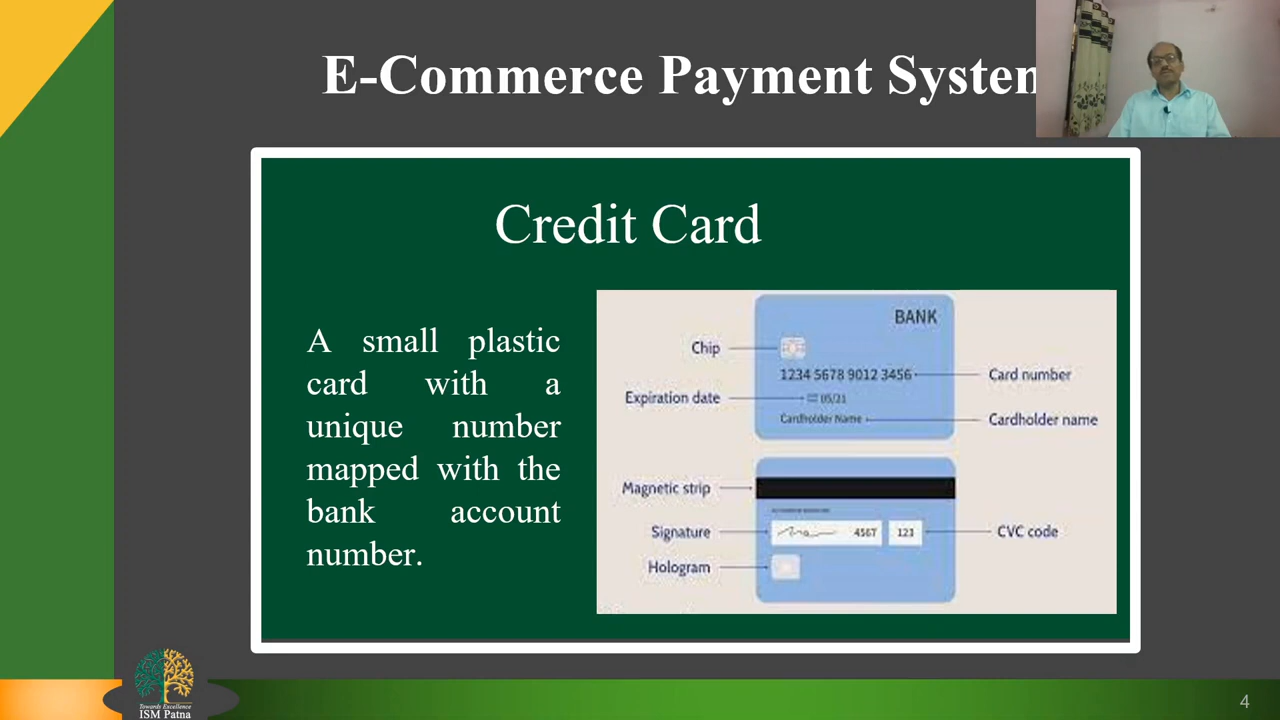 E-Commerce Payment System
Credit Card
A small plastic
card with a
unique number
mapped with the
bank account
number.
BANK
Chip
1234 5678 9012 3456
Card number
Expiration date
05/21
Cardholder Name
Cardholder name
Magnetic strip
Signature
4567
123
CVC code
Hologram
Towards Excellence
ISM Patna
4